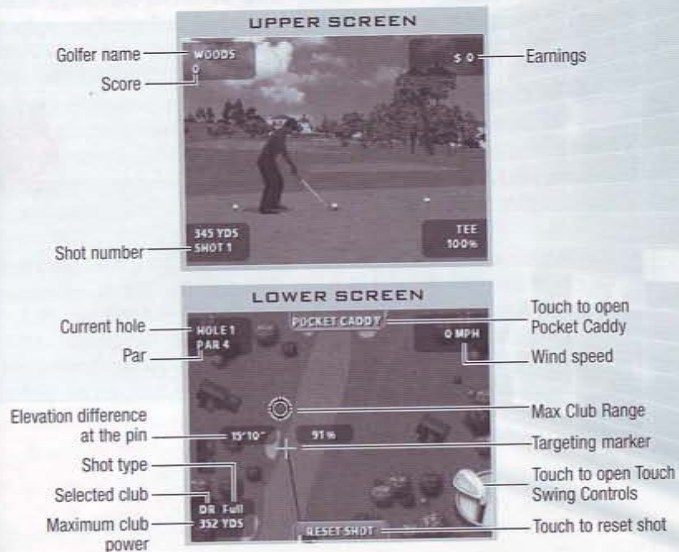 UPPER SCREEN
Golfer name
Score
WOODS
0
$ 0
Earnings
345 YDS
SHOT 1
Shot number
TEE
100%
LOWER SCREEN
Current hole
Par
HOLE 1
PAR 4
POCKET CADDY
0 MPH
Touch to open
Pocket Caddy
Wind speed
Max Club Range
Elevation difference
at the pin
15'10"
91%
Targeting marker
Shot type
Selected club
Maximum club
power
DR Full
352 YDS
RESET SHOT
Touch to open Touch
Swing Controls
Touch to reset shot